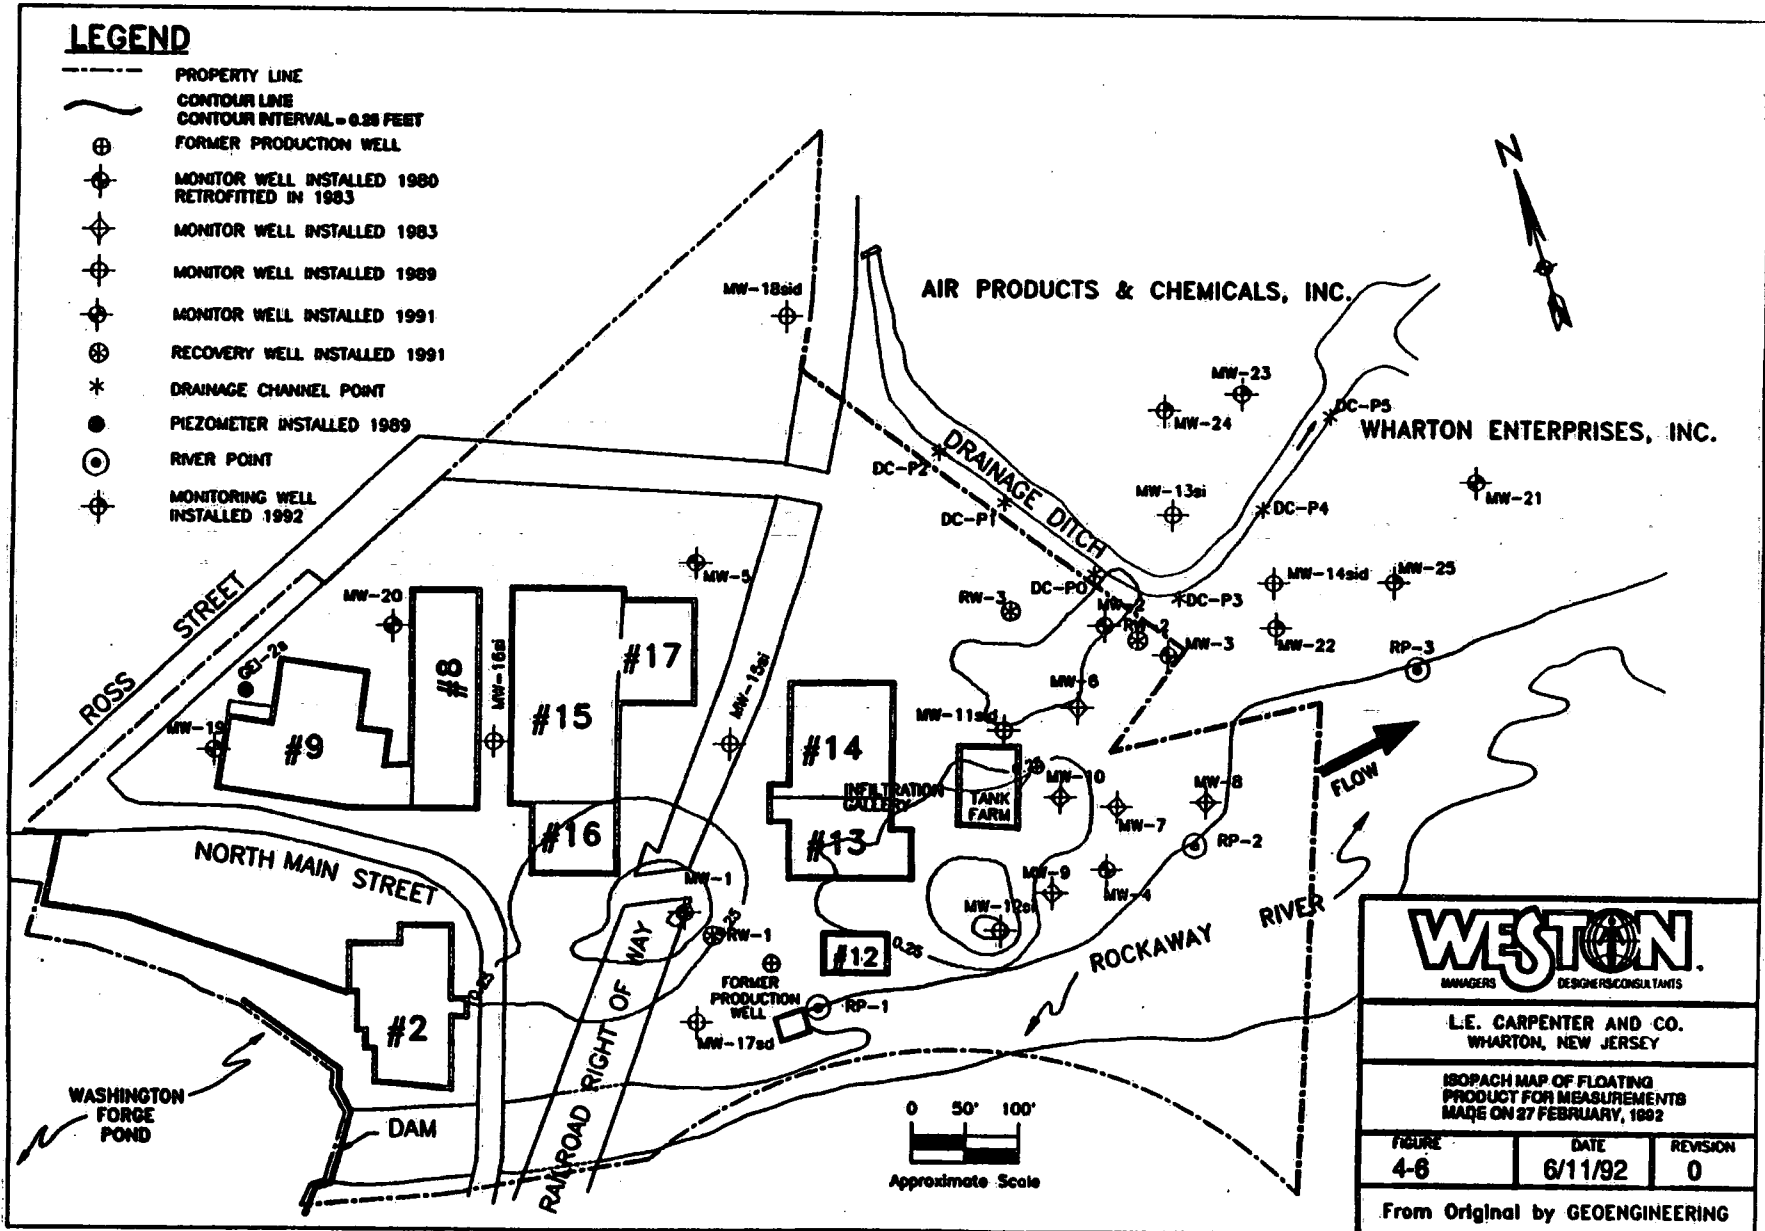 LEGEND
PROPERTY LINE
CONTOUR LINE
CONTOUR INTERVAL = 0.25 FEET
FORMER PRODUCTION WELL
MONITOR WELL INSTALLED 1980
RETROFITTED IN 1983
MONITOR WELL INSTALLED 1983
MONITOR WELL INSTALLED 1989
MONITOR WELL INSTALLED 1991
RECOVERY WELL INSTALLED 1991
DRAINAGE CHANNEL POINT
PIEZOMETER INSTALLED 1989
RIVER POINT
MONITORING WELL
INSTALLED 1992
N
MW-18sid
AIR PRODUCTS & CHEMICALS, INC.
MW-23
MW-24
DC-P5
WHARTON ENTERPRISES, INC.
DC-P2
DRAINAGE DITCH
MW-13si
MW-21
DC-P1
DC-P4
MW-5
DC-P0
MW-14sid
MW-25
RW-3
MW-2
DC-P3
RW-2
MW-3
MW-22
RP-3
ROSS STREET
MW-20
GEI-2s
#8
MW-16si
#17
MW-15si
MW-6
MW-19
#9
#15
MW-11sid
#14
0.25
MW-10
MW-8
FLOW
INFILTRATION
GALLERY
TANK
FARM
MW-7
#16
#13
RP-2
NORTH MAIN STREET
MW-1
MW-9
MW-4
MW-12si
0.25
RW-1
#12
0.25
ROCKAWAY RIVER
0.25
FORMER
PRODUCTION
WELL
RP-1
#2
MW-17sd
RAILROAD RIGHT OF WAY
WASHINGTON
FORGE
POND
DAM
0 50' 100'
Approximate Scale
WESTON.
MANAGERS DESIGNERS/CONSULTANTS
L.E. CARPENTER AND CO.
WHARTON, NEW JERSEY
ISOPACH MAP OF FLOATING
PRODUCT FOR MEASUREMENTS
MADE ON 27 FEBRUARY, 1992
FIGURE
4-6
DATE
6/11/92
REVISION
0
From Original by GEOENGINEERING